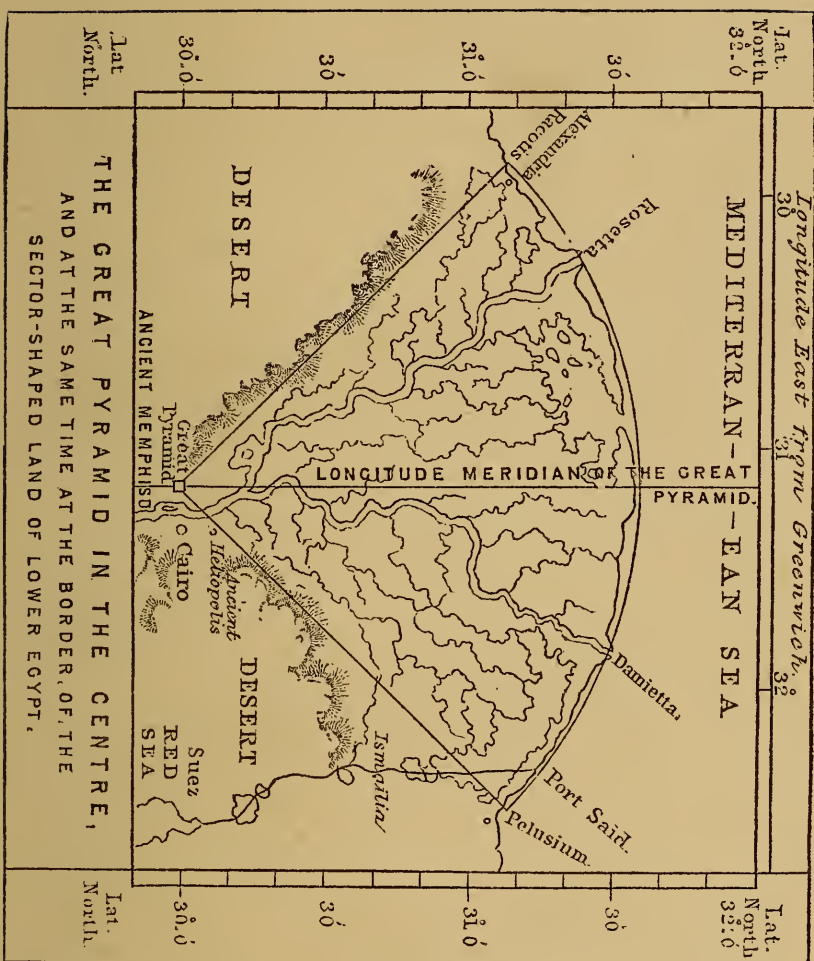 Longitude East from Greenwich.
30°
31
32°
Lat.
North
32°.0'
30'
31°.0'
30'
30°.0'
Lat
North.
Lat.
North
32°.0'
30'
31°.0'
30'
30°.0'
Lat.
North.
MEDITERRAN--EAN SEA
Alexandria
Racotis
Rosetta
Damietta.
Port Said.
Pelusium.
LONGITUDE MERIDIAN OF THE GREAT
PYRAMID.
DESERT
DESERT
Ismailia
Ancient
Heliopolis
Cairo
Great
Pyramid
ANCIENT MEMPHIS
Suez
RED
SEA
THE GREAT PYRAMID IN THE CENTRE,
AND AT THE SAME TIME AT THE BORDER, OF, THE
SECTOR-SHAPED LAND OF LOWER EGYPT.